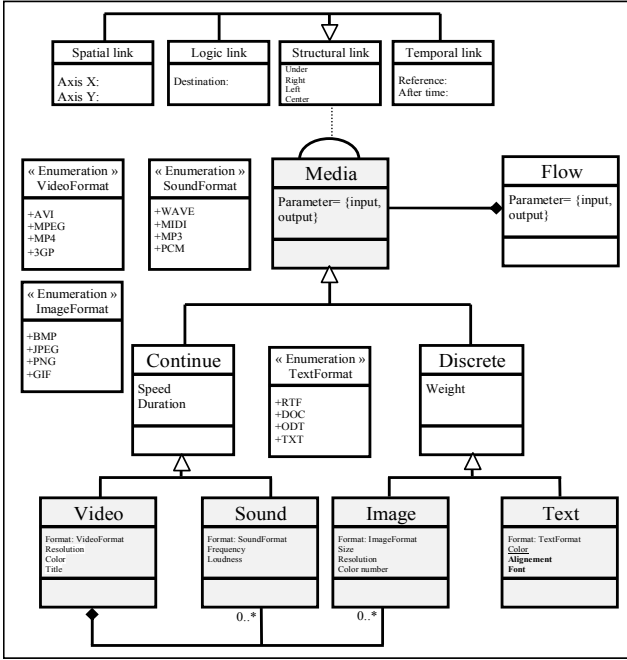 Spatial link
Axis X:
Axis Y:
Logic link
Destination:
Structural link
Under
Right
Left
Center
Temporal link
Reference:
After time:
« Enumeration »
VideoFormat
+AVI
+MPEG
+MP4
+3GP
« Enumeration »
SoundFormat
+WAVE
+MIDI
+MP3
+PCM
Media
Parameter= {input,
output}
Flow
Parameter= {input,
output}
« Enumeration »
ImageFormat
+BMP
+JPEG
+PNG
+GIF
Continue
Speed
Duration
« Enumeration »
TextFormat
+RTF
+DOC
+ODT
+TXT
Discrete
Weight
Video
Format: VideoFormat
Resolution
Color
Title
Sound
Format: SoundFormat
Frequency
Loudness
Image
Format: ImageFormat
Size
Resolution
Color number
Text
Format: TextFormat
Color
Alignement
Font
0..*
0..*